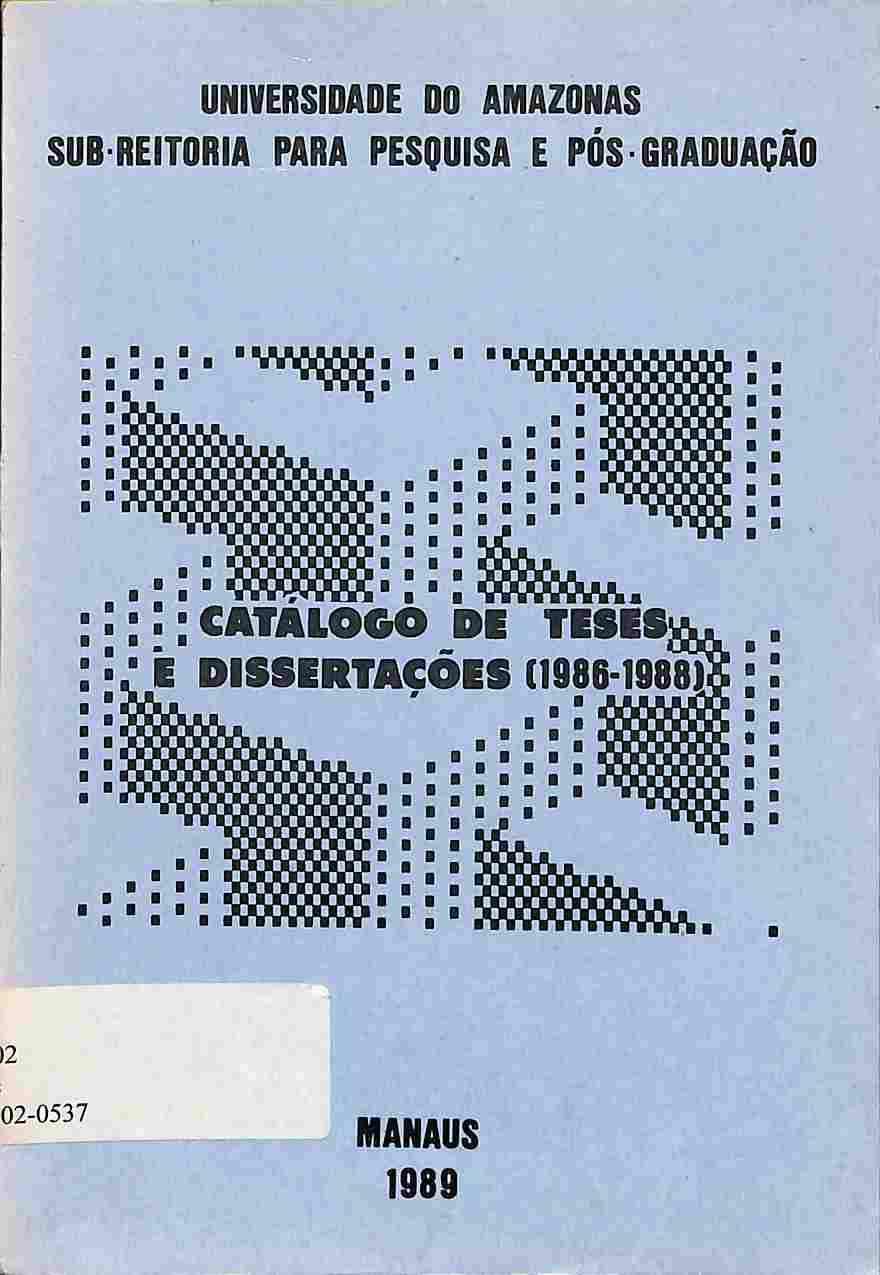 UNIVERSIDADE DO AMAZONAS
SUB-REITORIA PARA PESQUISA E PÓS-GRADUAÇÃO
CATÁLOGO DE TESES
E DISSERTAÇÕES (1986-1988)
02
02-0537
MANAUS
1989